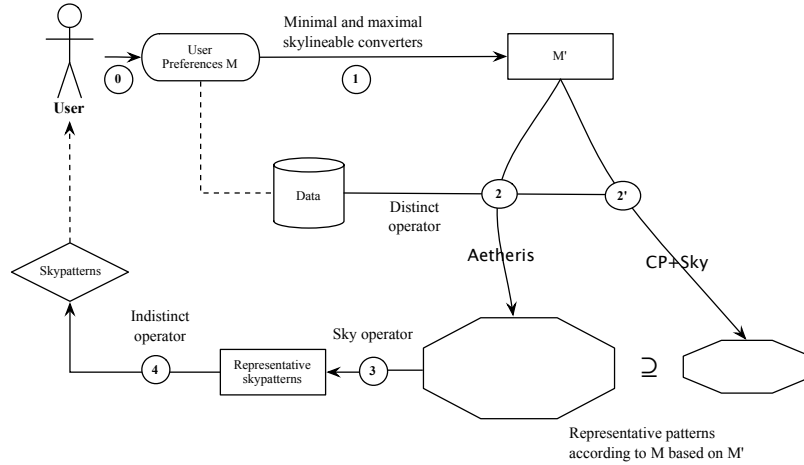 Minimal and maximal
skylineable converters
User
Preferences M
M'
0
1
User
Data
2
2'
Distinct
operator
Aetheris
CP+Sky
Skypatterns
Indistinct
operator
Sky operator
4
Representative
skypatterns
3
⊇
Representative patterns
according to M based on M'